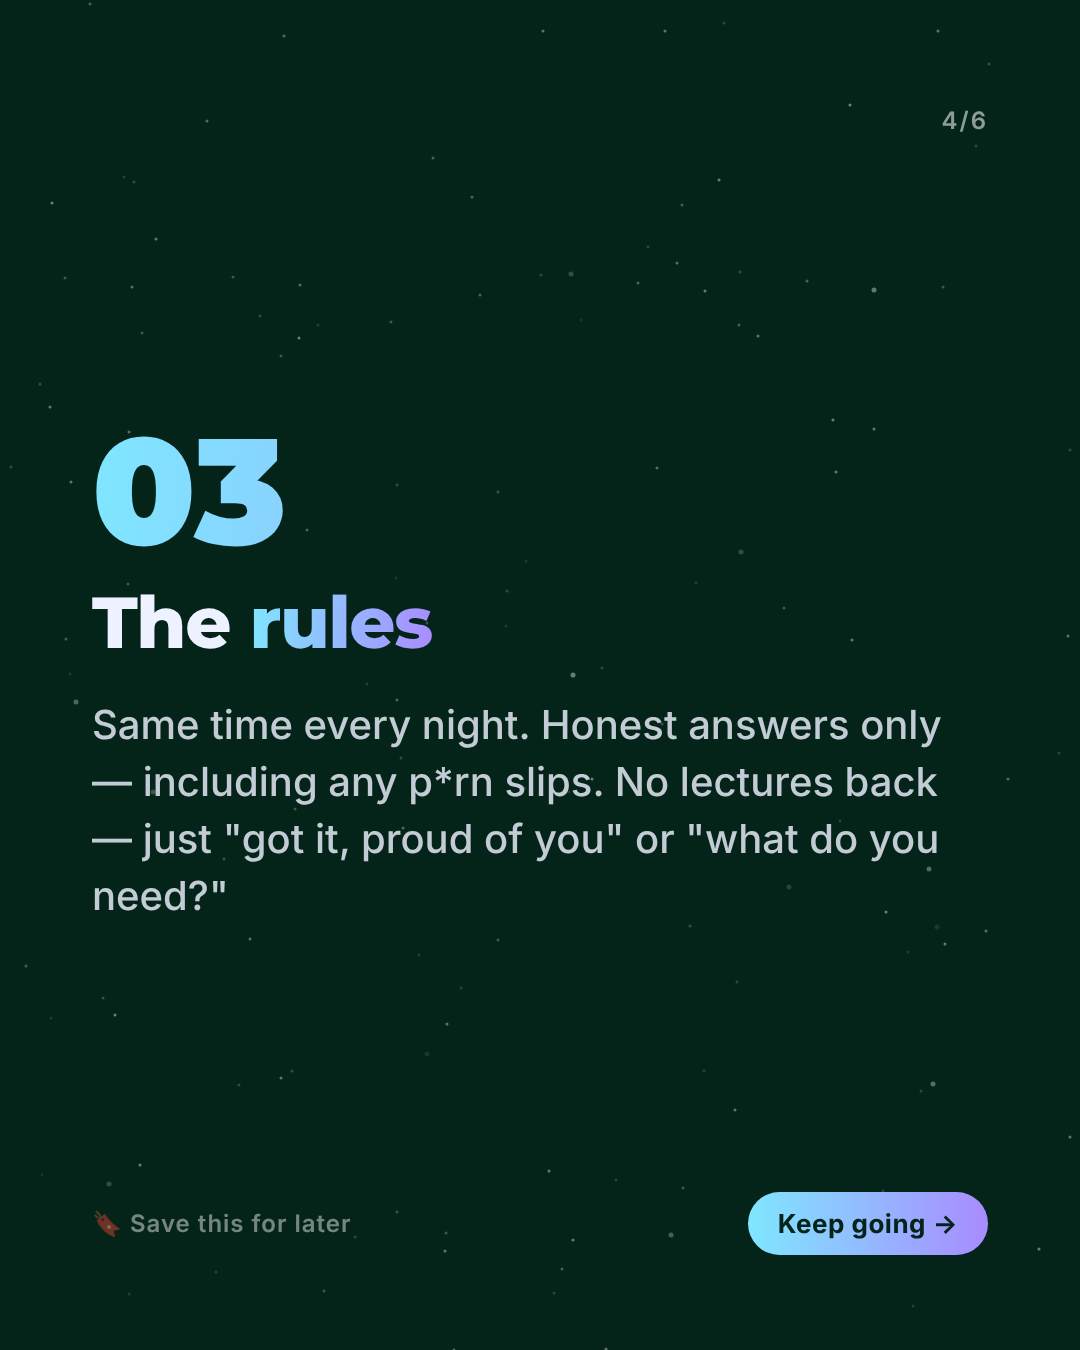 4/6
03
The rules
Same time every night. Honest answers only
— including any p*rn slips. No lectures back
— just "got it, proud of you" or "what do you
need?"
🔖 Save this for later
Keep going →